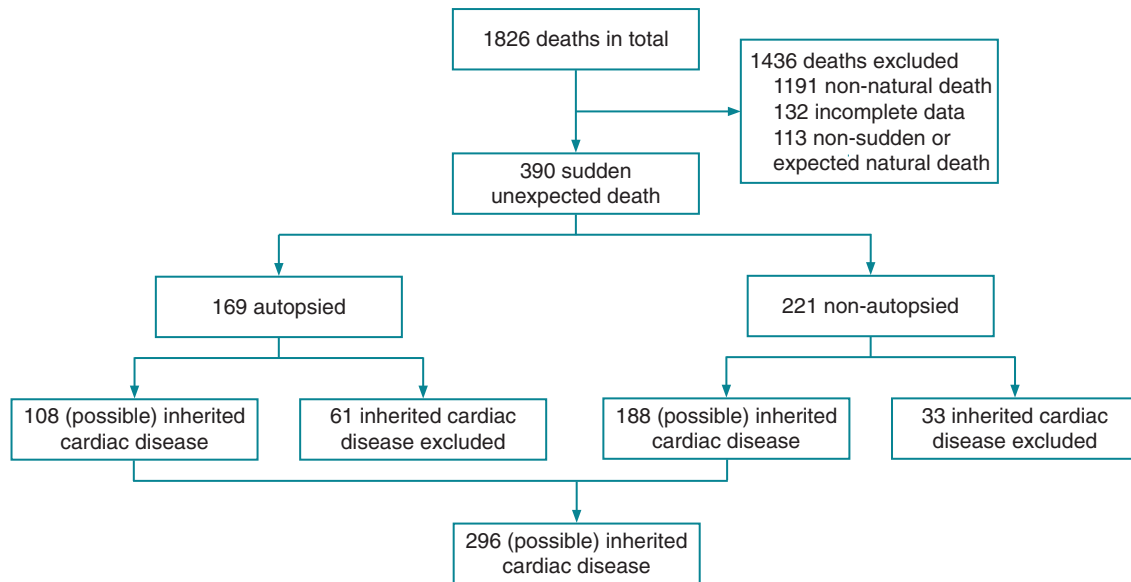 1826 deaths in total
1436 deaths excluded
1191 non-natural death
132 incomplete data
113 non-sudden or
expected natural death
390 sudden
unexpected death
169 autopsied
221 non-autopsied
108 (possible) inherited
cardiac disease
61 inherited cardiac
disease excluded
188 (possible) inherited
cardiac disease
33 inherited cardiac
disease excluded
296 (possible) inherited
cardiac disease